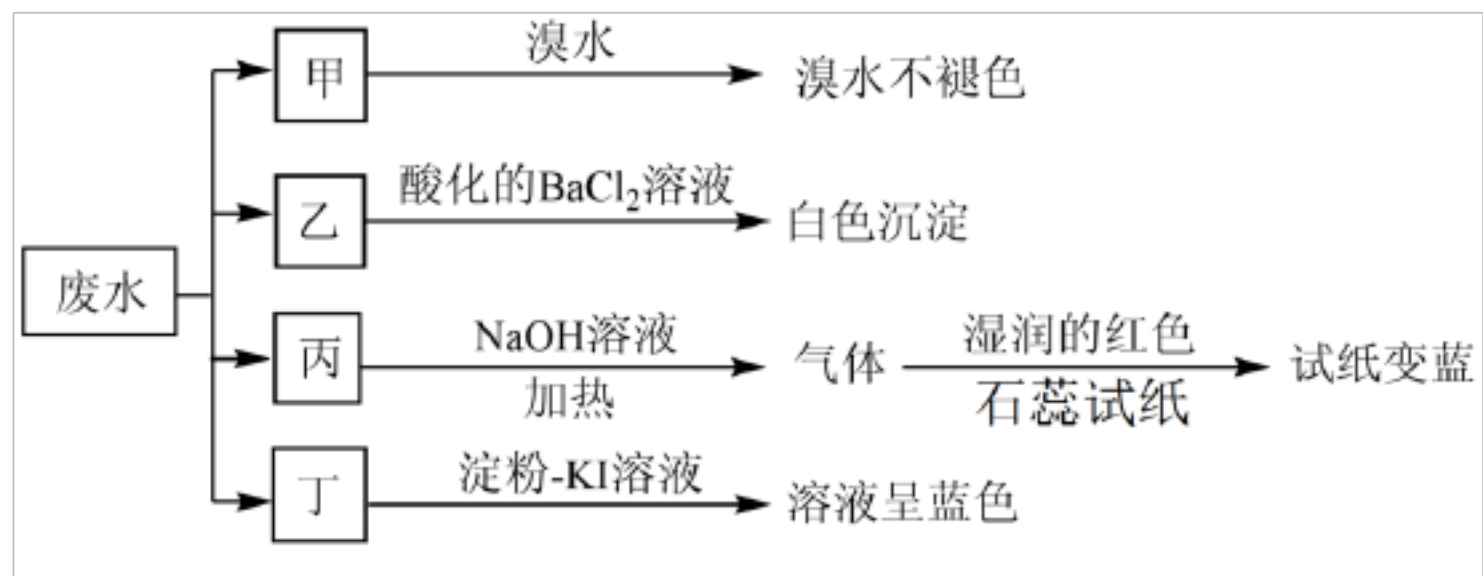 废水
甲
溴水
溴水不褪色
乙
酸化的BaCl₂溶液
白色沉淀
丙
NaOH溶液
加热
气体
湿润的红色
石蕊试纸
试纸变蓝
丁
淀粉-KI溶液
溶液呈蓝色